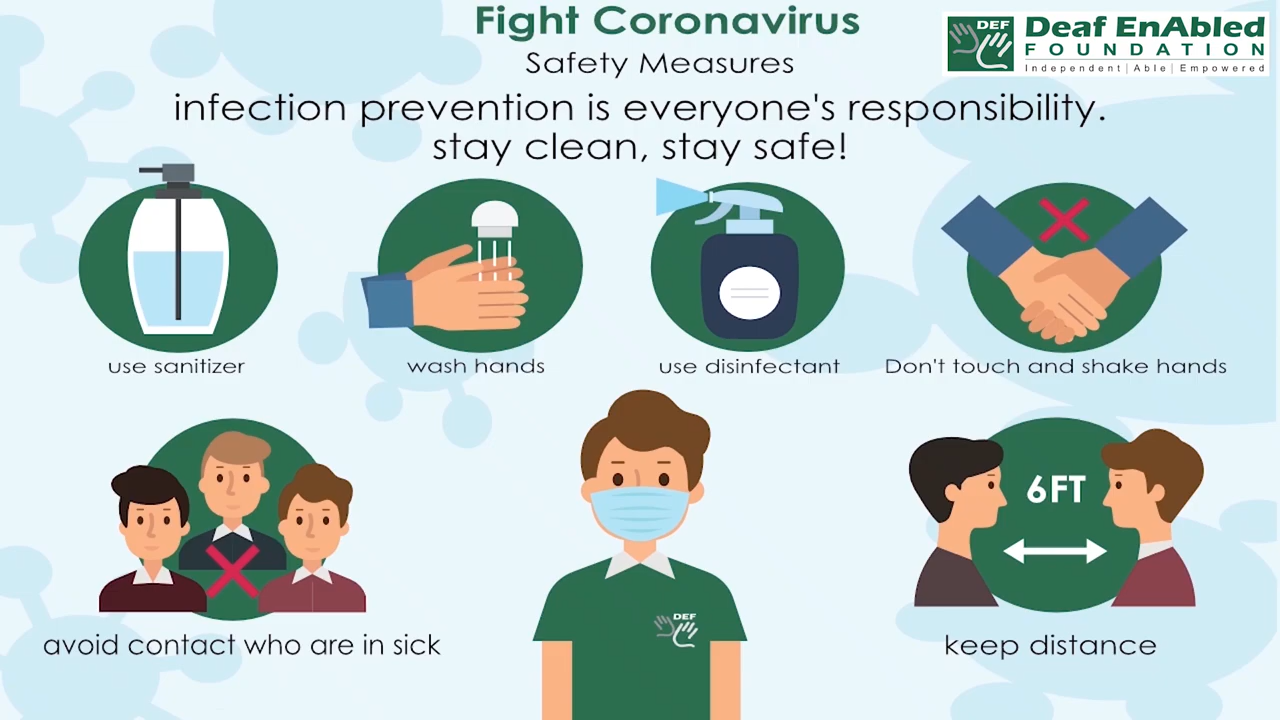 Fight Coronavirus
Safety Measures
DEF
Deaf EnAbled
FOUNDATION
Independent | Able | Empowered
infection prevention is everyone's responsibility.
stay clean, stay safe!
use sanitizer
wash hands
use disinfectant
Don't touch and shake hands
6FT
DEF
avoid contact who are in sick
keep distance